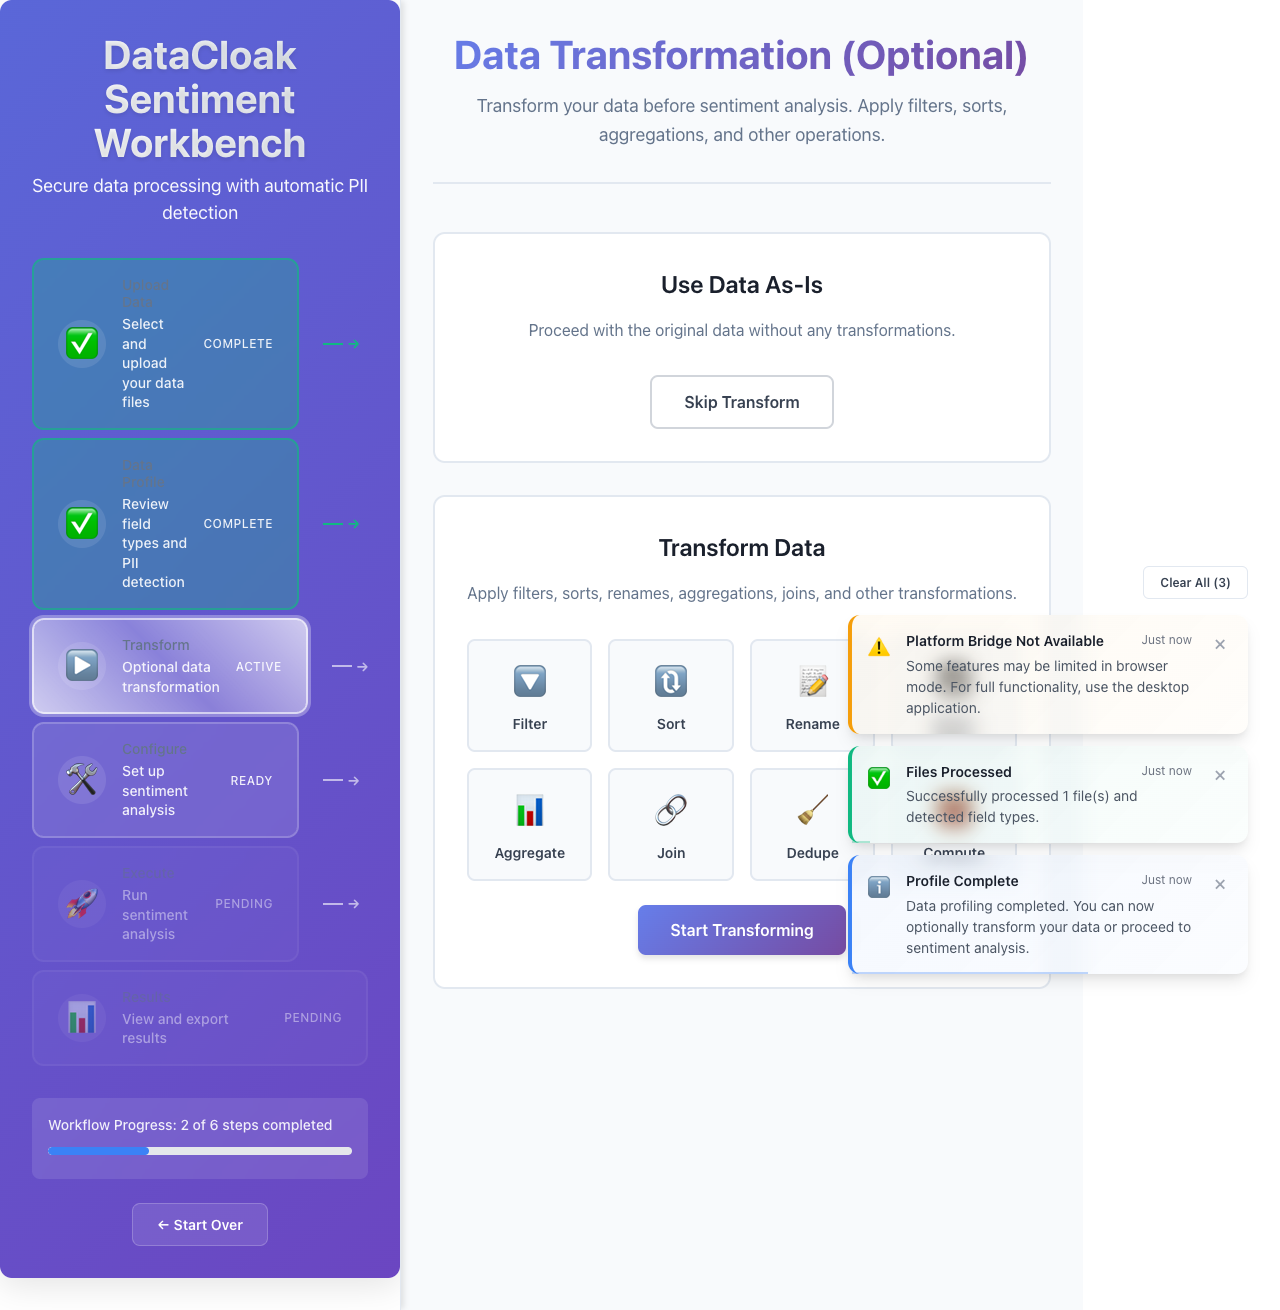 DataCloak
Sentiment
Workbench
Secure data processing with automatic PII
detection
Upload
Data
Select
and
upload
your data
files
COMPLETE
Data
Profile
Review
field
types and
PII
detection
COMPLETE
Transform
Optional data
transformation
ACTIVE
Configure
Set up
sentiment
analysis
READY
Run
sentiment
analysis
PENDING
Results
View and export
results
PENDING
Workflow Progress: 2 of 6 steps completed
← Start Over
Data Transformation (Optional)
Transform your data before sentiment analysis. Apply filters, sorts,
aggregations, and other operations.
Use Data As-Is
Proceed with the original data without any transformations.
Skip Transform
Transform Data
Apply filters, sorts, renames, aggregations, joins, and other transformations.
Filter
Sort
Rename
Aggregate
Join
Dedupe
Compute
Start Transforming
Clear All (3)
Platform Bridge Not Available
Just now
×
Some features may be limited in browser
mode. For full functionality, use the desktop
application.
Files Processed
Just now
×
Successfully processed 1 file(s) and
detected field types.
Profile Complete
Just now
×
Data profiling completed. You can now
optionally transform your data or proceed to
sentiment analysis.